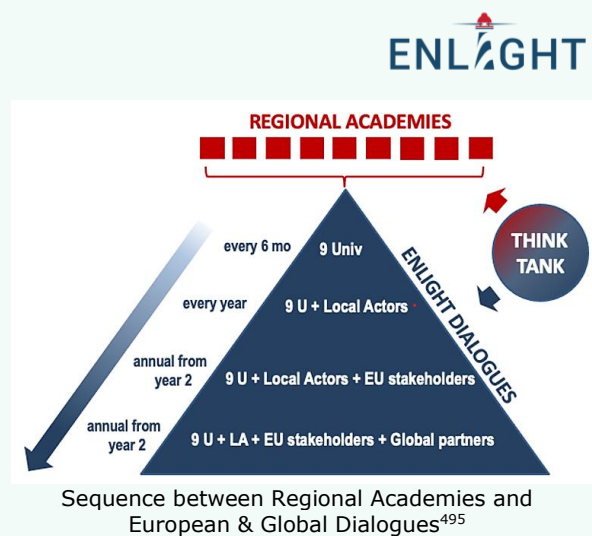 ENLIGHT
REGIONAL ACADEMIES
every 6 mo
9 Univ
every year
9 U + Local Actors
annual from
year 2
9 U + Local Actors + EU stakeholders
annual from
year 2
9 U + LA + EU stakeholders + Global partners
ENLIGHT DIALOGUES
THINK
TANK
Sequence between Regional Academies and
European & Global Dialogues495